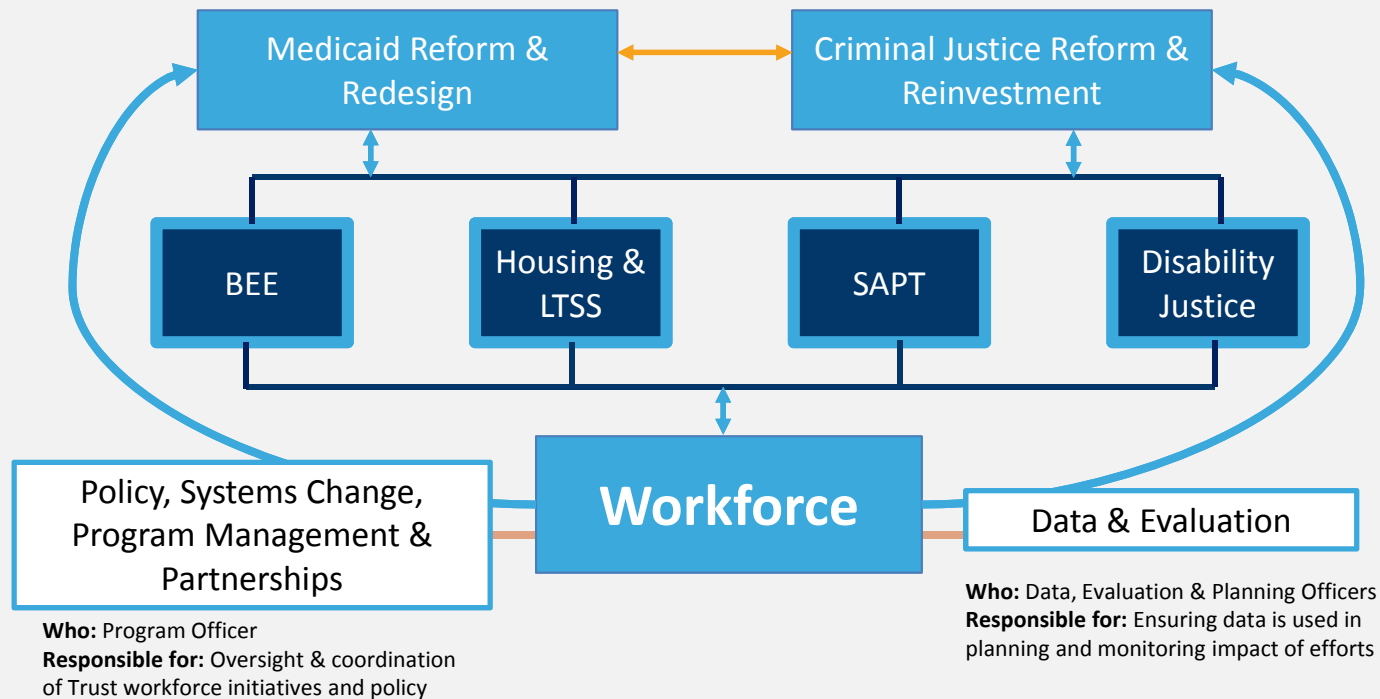 Medicaid Reform &
Redesign
Criminal Justice Reform &
Reinvestment
BEE
Housing &
LTSS
SAPT
Disability
Justice
Workforce
Policy, Systems Change,
Program Management &
Partnerships
Data & Evaluation
Who: Program Officer
Responsible for: Oversight & coordination
of Trust workforce initiatives and policy
Who: Data, Evaluation & Planning Officers
Responsible for: Ensuring data is used in
planning and monitoring impact of efforts